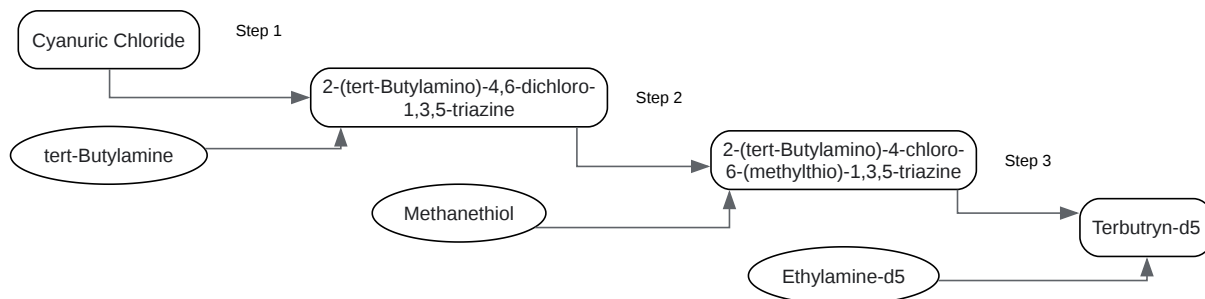 Cyanuric Chloride
Step 1
2-(tert-Butylamino)-4,6-dichloro-
1,3,5-triazine
Step 2
tert-Butylamine
2-(tert-Butylamino)-4-chloro-
6-(methylthio)-1,3,5-triazine
Step 3
Methanethiol
Terbutryn-d5
Ethylamine-d5